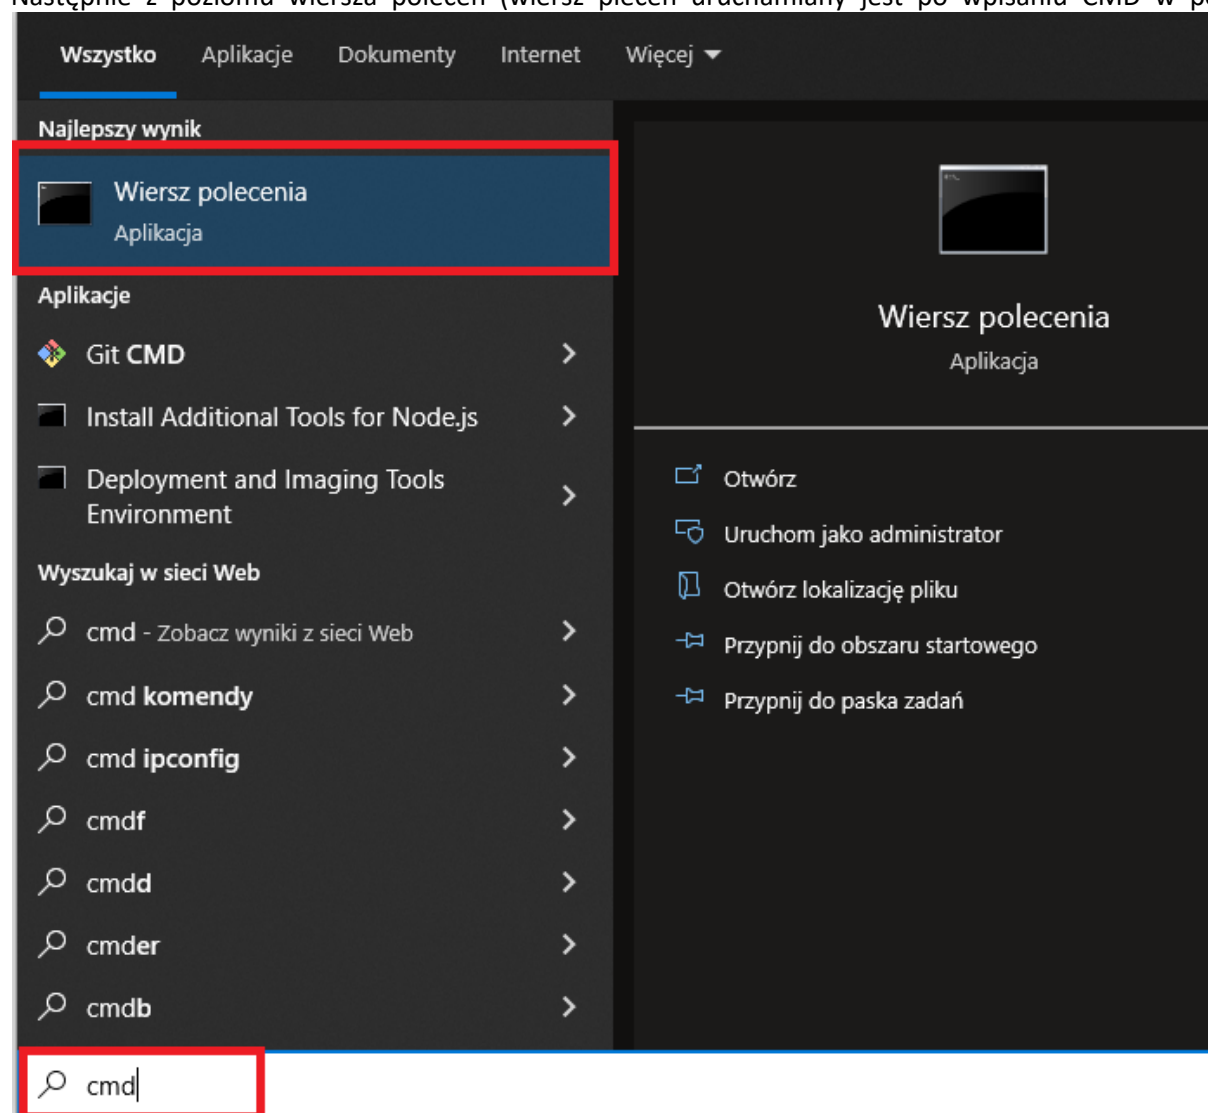 Następnie z poziomu wiersza poleceń (wiersz pleceń uruchamiany jest po wpisaniu CMD w
Wszystko Aplikacje Dokumenty Internet Więcej
Najlepszy wynik
Wiersz polecenia
Aplikacja
Aplikacje
Git CMD
Install Additional Tools for Node.js
Deployment and Imaging Tools
Environment
Wyszukaj w sieci Web
cmd - Zobacz wyniki z sieci Web
cmd komendy
cmd ipconfig
cmdf
cmdd
cmder
cmdb
cmd
Wiersz polecenia
Aplikacja
Otwórz
Uruchom jako administrator
Otwórz lokalizację pliku
Przypnij do obszaru startowego
Przypnij do paska zadań